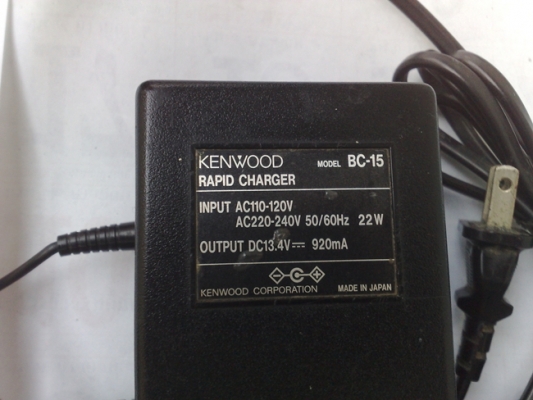 KENWOOD MODEL BC-15
RAPID CHARGER
INPUT AC110-120V
AC220-240V 50/60Hz 22W
OUTPUT DC13.4V⎓ 920mA
KENWOOD CORPORATION MADE IN JAPAN